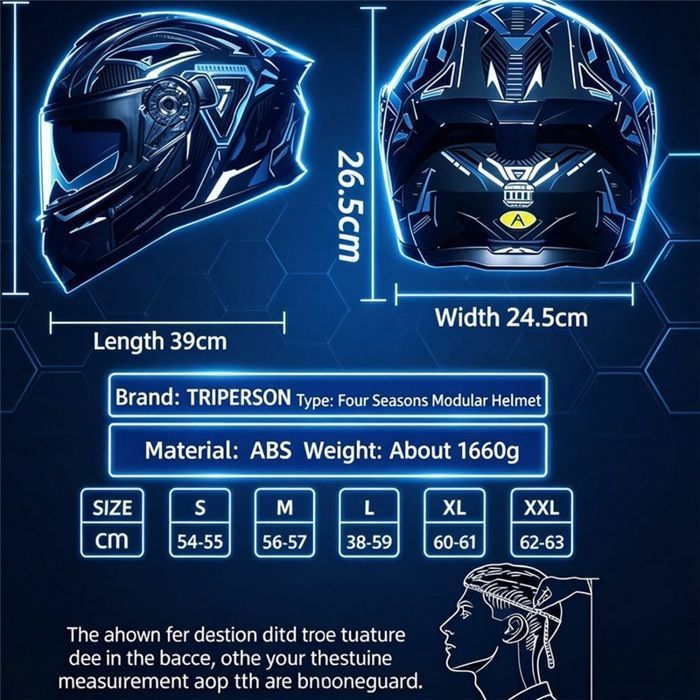 26.5cm
Length 39cm
Width 24.5cm
Brand: TRIPERSON Type: Four Seasons Modular Helmet
Material: ABS Weight: About 1660g
SIZE S M L XL XXL
cm 54-55 56-57 38-59 60-61 62-63
A
The ahown fer destion ditd troe tuature
dee in the bacce, othe your thestuine
measurement aop tth are bnooneguard.